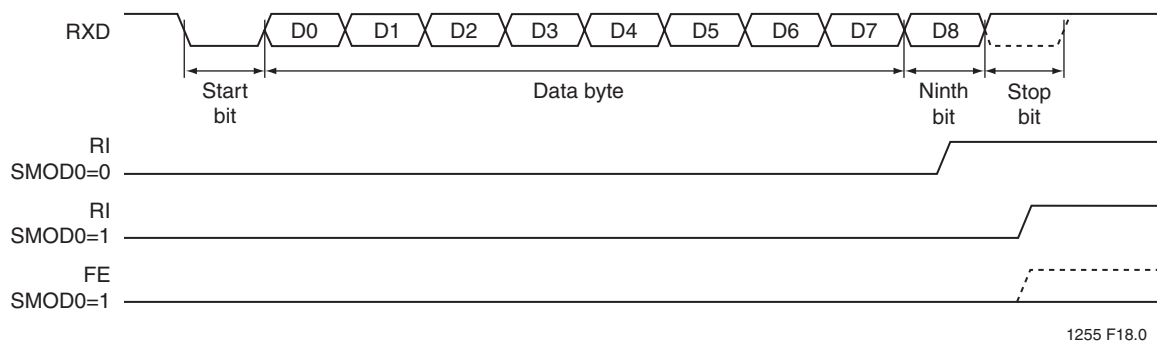 RXD D0 D1 D2 D3 D4 D5 D6 D7 D8
Start bit
Data byte
Ninth bit
Stop bit
RI
SMOD0=0
RI
SMOD0=1
FE
SMOD0=1
1255 F18.0